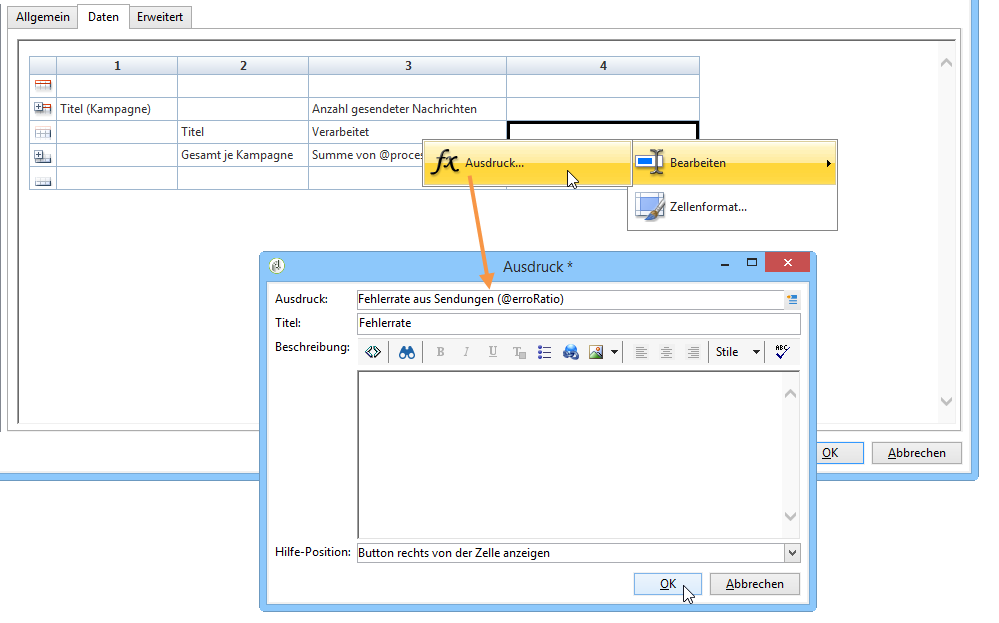 Allgemein Daten Erweitert
1 2 3 4
Titel (Kampagne) Anzahl gesendeter Nachrichten
Titel Verarbeitet
Gesamt je Kampagne Summe von @proces
fx Ausdruck... Bearbeiten
Zellenformat...
Ausdruck *
Ausdruck: Fehlerrate aus Sendungen (@erroRatio)
Titel: Fehlerrate
Beschreibung: B I U T Stile ABC
OK Abbrechen
Hilfe-Position: Button rechts von der Zelle anzeigen
OK Abbrechen